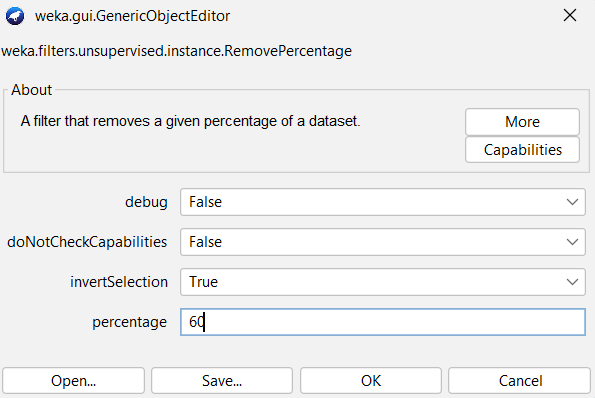 weka.gui.GenericObjectEditor
weka.filters.unsupervised.instance.RemovePercentage
About
A filter that removes a given percentage of a dataset.
More
Capabilities
debug False
doNotCheckCapabilities False
invertSelection True
percentage 60
Open... Save... OK Cancel